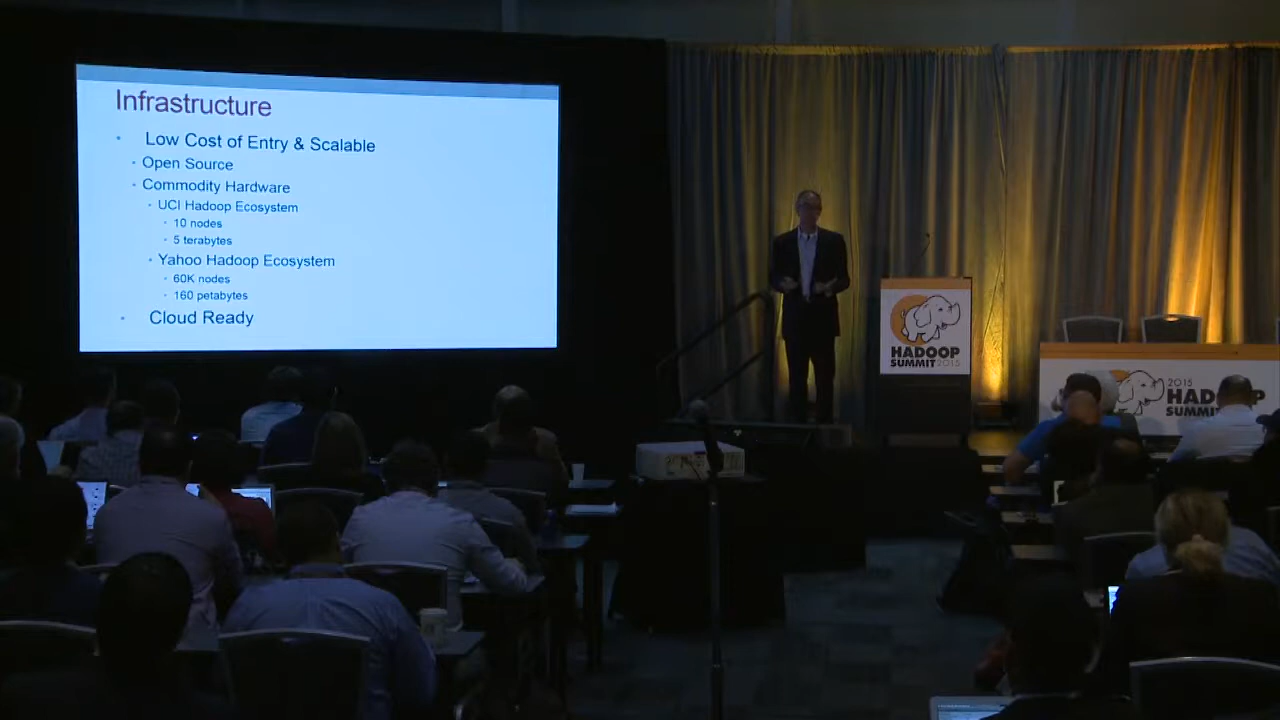 Infrastructure
Low Cost of Entry & Scalable
Open Source
Commodity Hardware
UCI Hadoop Ecosystem
10 nodes
5 terabytes
Yahoo Hadoop Ecosystem
60K nodes
160 petabytes
Cloud Ready
HADOOP
SUMMIT 2015
2015
HADOOP
SUMMIT